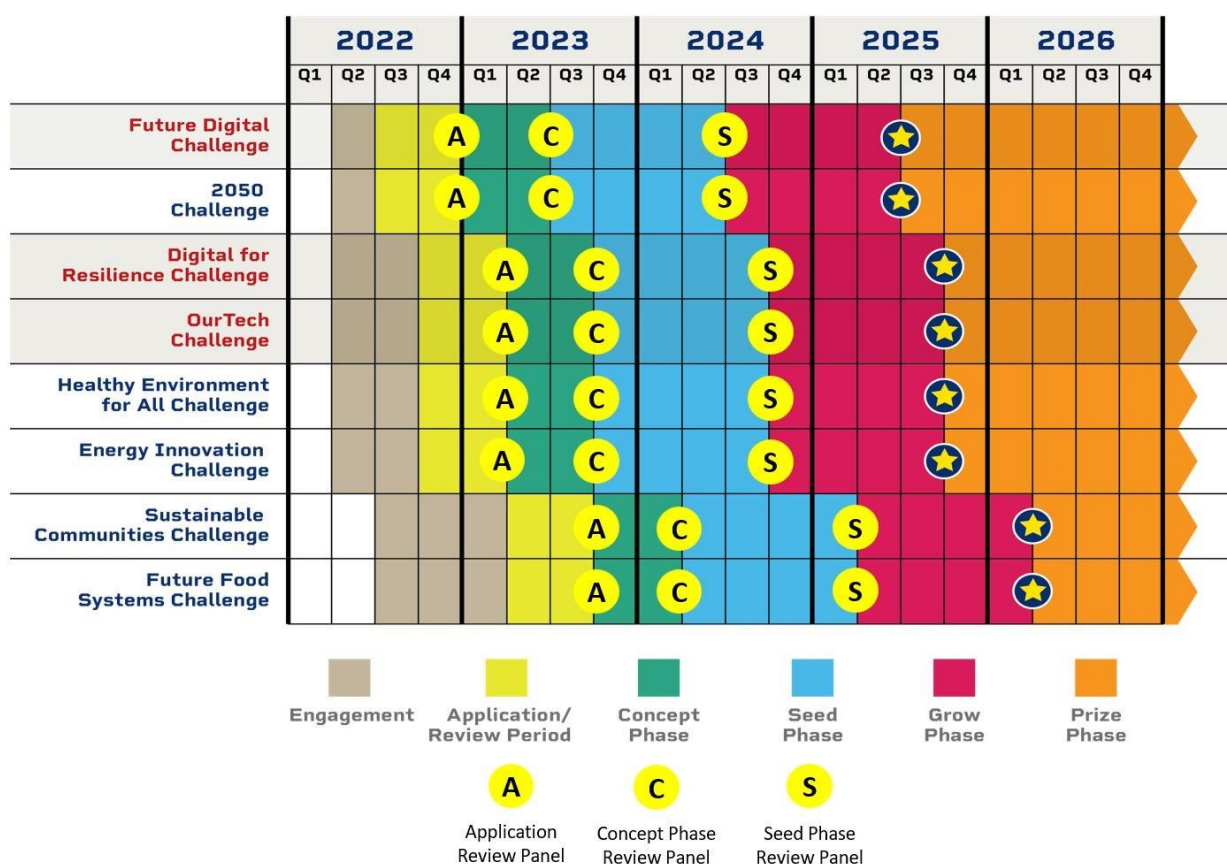 2022 2023 2024 2025 2026
Q1 Q2 Q3 Q4 Q1 Q2 Q3 Q4 Q1 Q2 Q3 Q4 Q1 Q2 Q3 Q4 Q1 Q2 Q3 Q4
Future Digital
Challenge
A C S
2050
Challenge
A C S
Digital for
Resilience Challenge
A C S
OurTech
Challenge
A C S
Healthy Environment
for All Challenge
A C S
Energy Innovation
Challenge
A C S
Sustainable
Communities Challenge
A C S
Future Food
Systems Challenge
A C S
Engagement
Application/
Review Period
Concept
Phase
Seed
Phase
Grow
Phase
Prize
Phase
A
Application
Review Panel
C
Concept Phase
Review Panel
S
Seed Phase
Review Panel